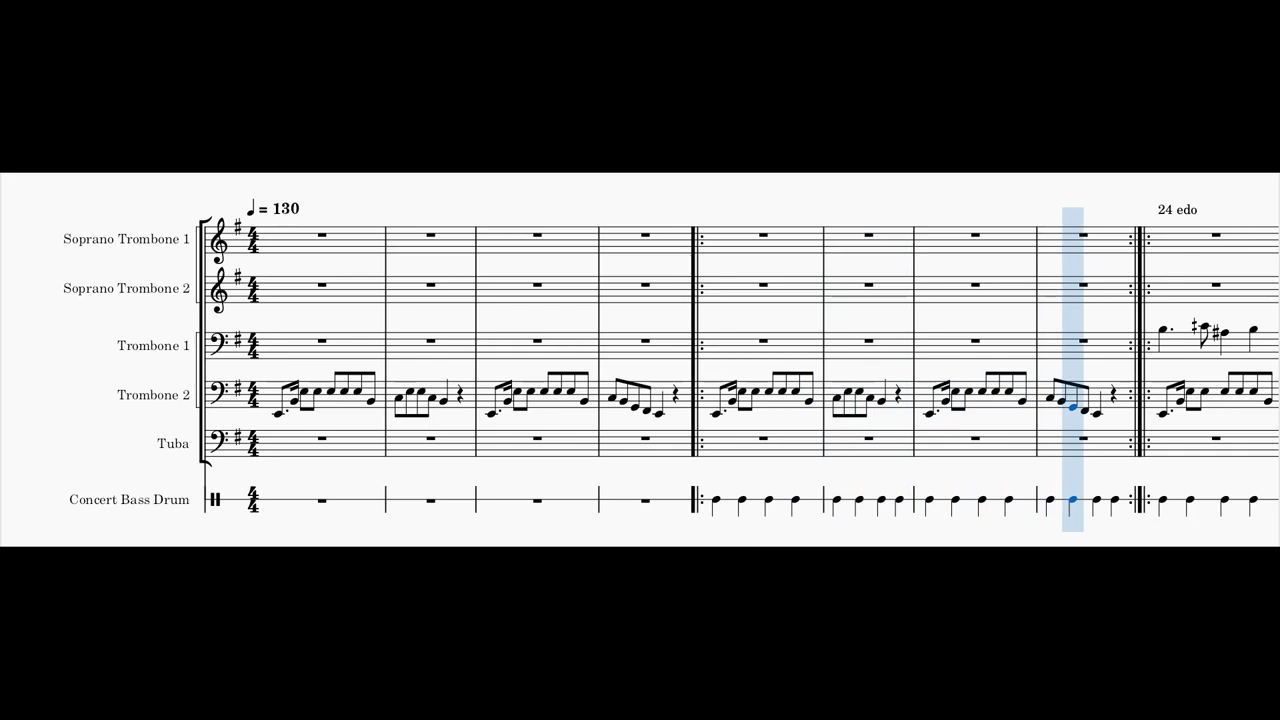 ♩ = 130
24 edo
Soprano Trombone 1
Soprano Trombone 2
Trombone 1
Trombone 2
Tuba
Concert Bass Drum